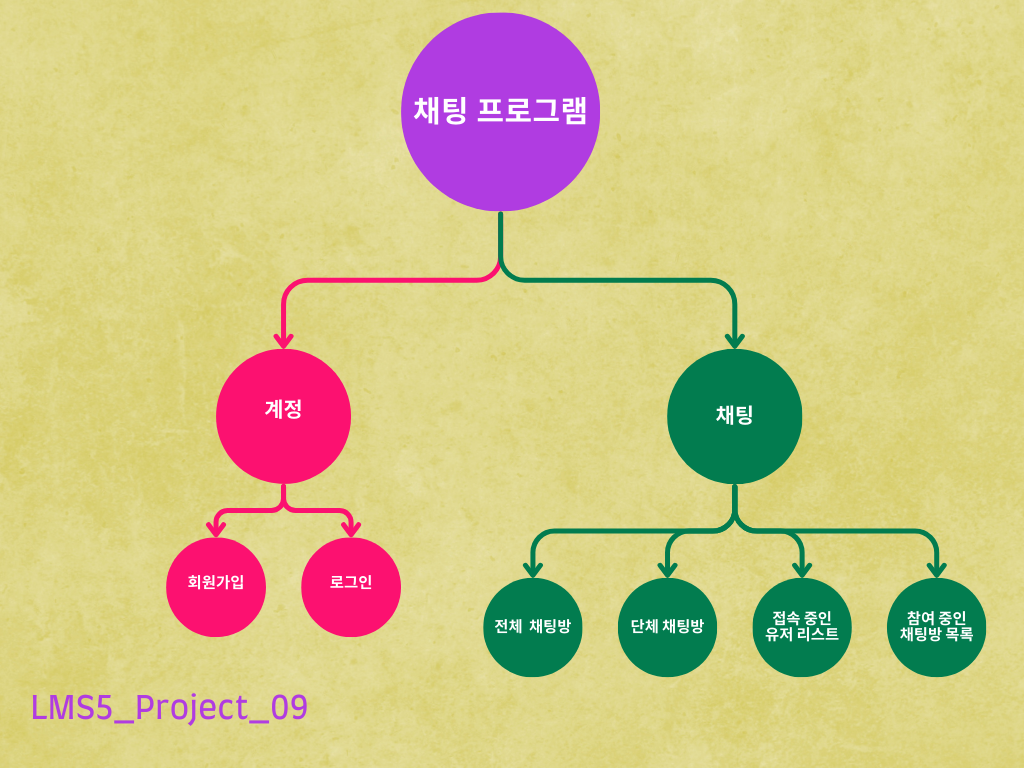 채팅 프로그램
계정
채팅
회원가입
로그인
전체 채팅방
단체 채팅방
접속 중인
유저 리스트
참여 중인
채팅방 목록
LMS5_Project_09